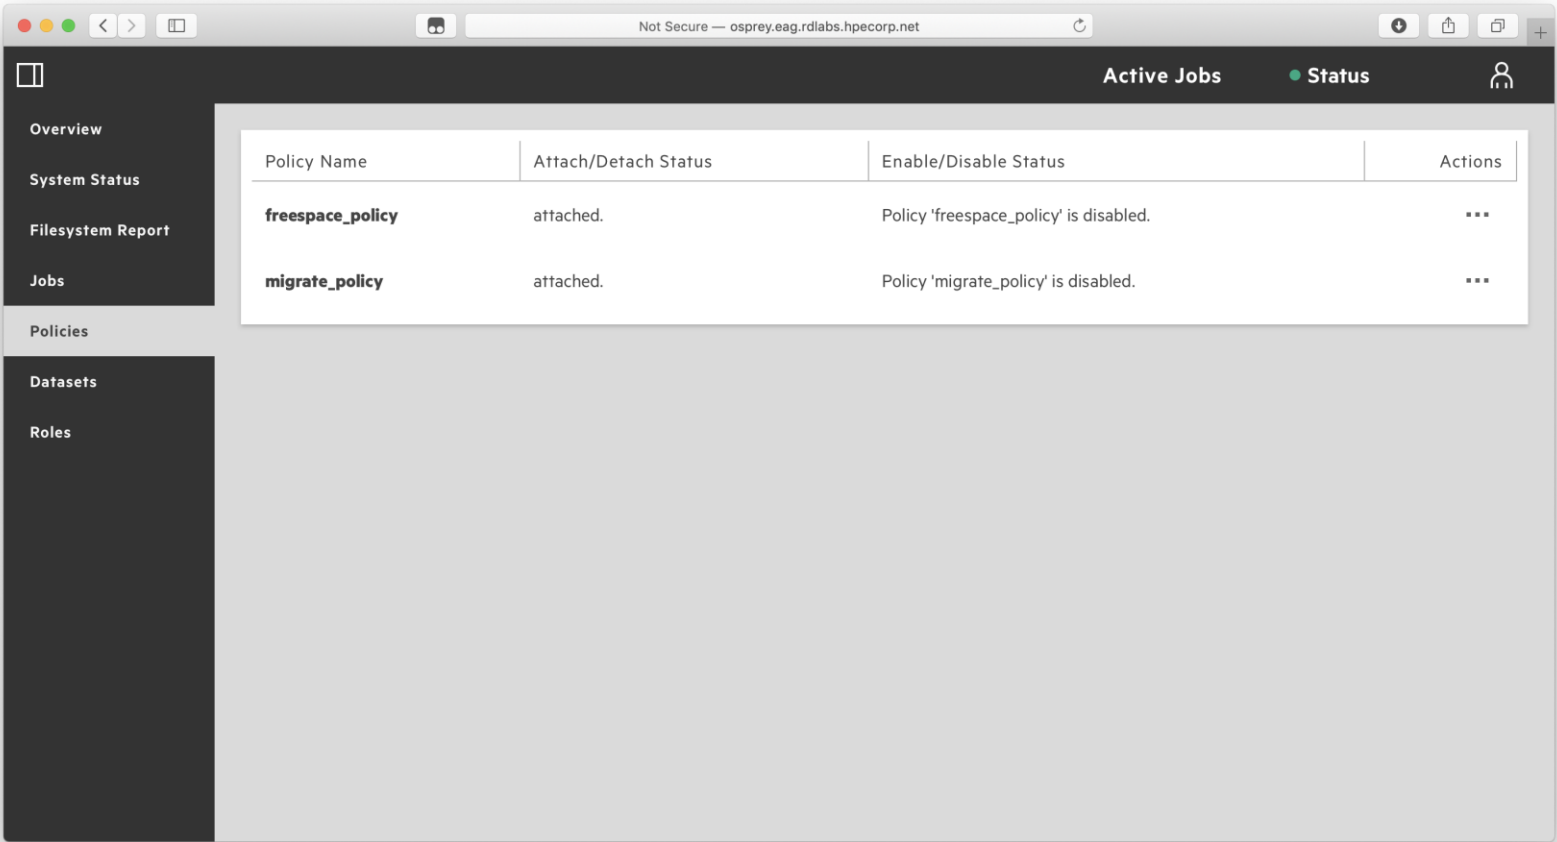 Not Secure — osprey.eag.rdlabs.hpecorp.net
Active Jobs Status
Overview
System Status
Filesystem Report
Jobs
Policies
Datasets
Roles
Policy Name Attach/Detach Status Enable/Disable Status Actions
freespace_policy attached. Policy 'freespace_policy' is disabled.
migrate_policy attached. Policy 'migrate_policy' is disabled.